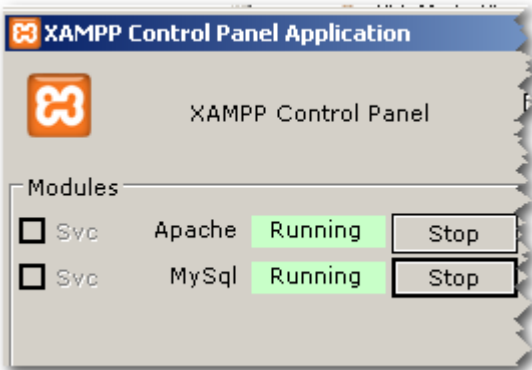 XAMPP Control Panel Application
XAMPP Control Panel
Modules
Svc Apache Running Stop
Svc MySql Running Stop